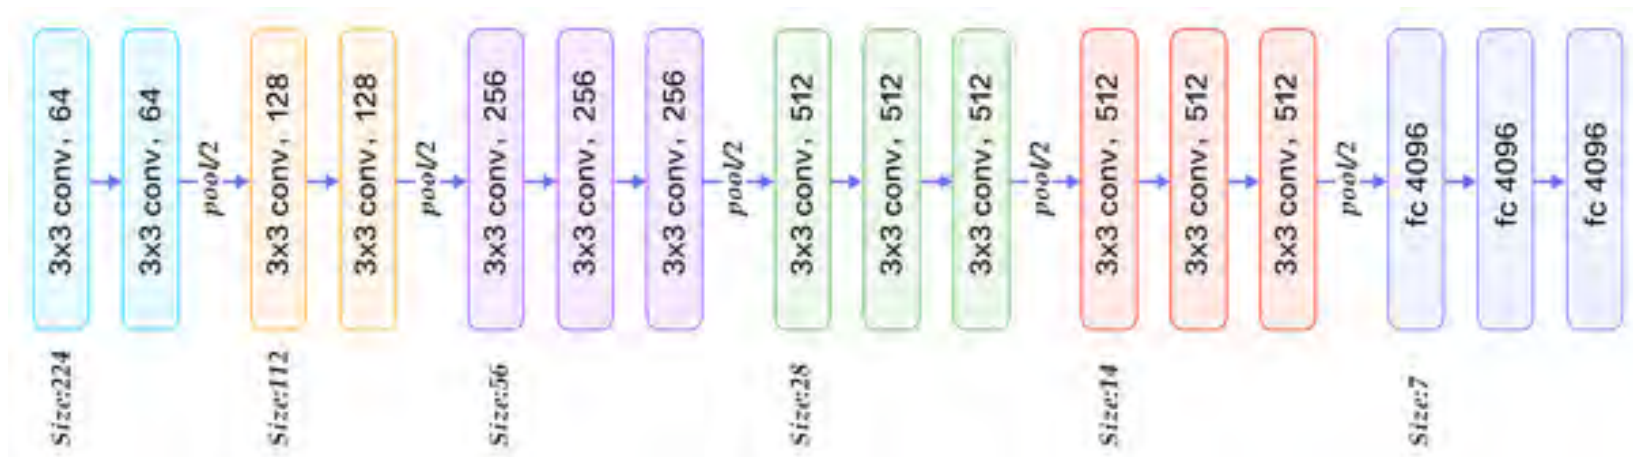 3x3 conv, 64
3x3 conv, 64
pool/2
3x3 conv, 128
3x3 conv, 128
pool/2
3x3 conv, 256
3x3 conv, 256
3x3 conv, 256
pool/2
3x3 conv, 512
3x3 conv, 512
3x3 conv, 512
pool/2
3x3 conv, 512
3x3 conv, 512
3x3 conv, 512
pool/2
fc 4096
fc 4096
fc 4096
Size:224
Size:112
Size:56
Size:28
Size:14
Size:7